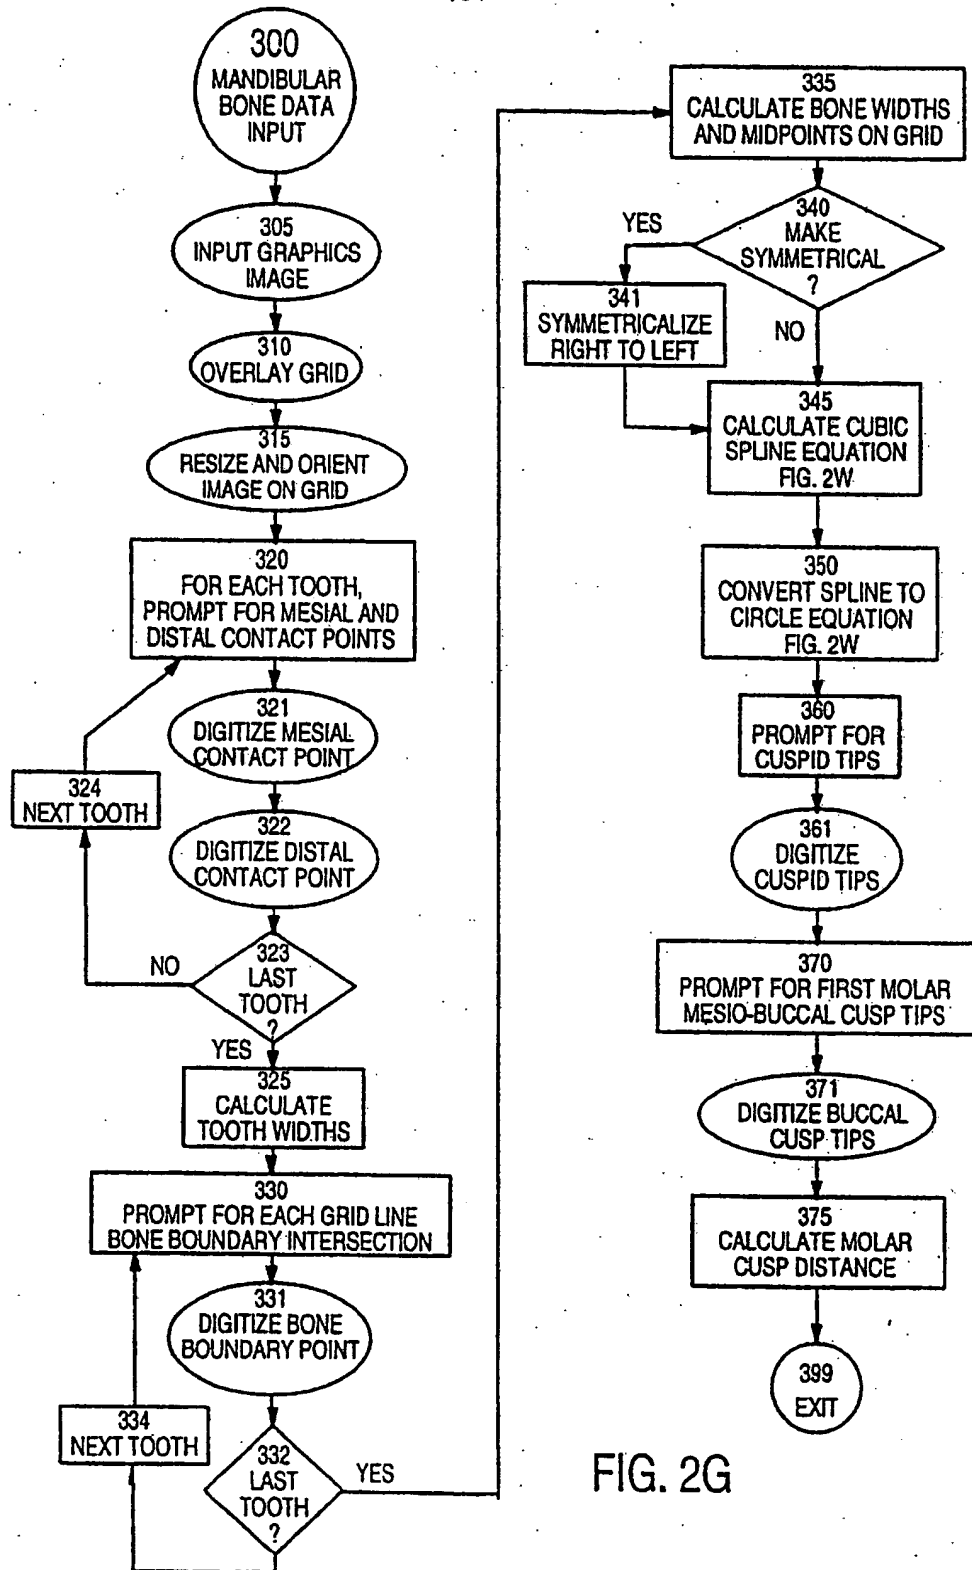 300
MANDIBULAR
BONE DATA
INPUT
305
INPUT GRAPHICS
IMAGE
310
OVERLAY GRID
315
RESIZE AND ORIENT
IMAGE ON GRID
320
FOR EACH TOOTH,
PROMPT FOR MESIAL AND
DISTAL CONTACT POINTS
321
DIGITIZE MESIAL
CONTACT POINT
324
NEXT TOOTH
322
DIGITIZE DISTAL
CONTACT POINT
323
LAST
TOOTH
?
NO
YES
325
CALCULATE
TOOTH WIDTHS
330
PROMPT FOR EACH GRID LINE
BONE BOUNDARY INTERSECTION
331
DIGITIZE BONE
BOUNDARY POINT
334
NEXT TOOTH
332
LAST
TOOTH
?
YES
335
CALCULATE BONE WIDTHS
AND MIDPOINTS ON GRID
340
MAKE
SYMMETRICAL
?
YES
341
SYMMETRICALIZE
RIGHT TO LEFT
NO
345
CALCULATE CUBIC
SPLINE EQUATION
FIG. 2W
350
CONVERT SPLINE TO
CIRCLE EQUATION
FIG. 2W
360
PROMPT FOR
CUSPID TIPS
361
DIGITIZE
CUSPID TIPS
370
PROMPT FOR FIRST MOLAR
MESIO-BUCCAL CUSP TIPS
371
DIGITIZE BUCCAL
CUSP TIPS
375
CALCULATE MOLAR
CUSP DISTANCE
399
EXIT
FIG. 2G